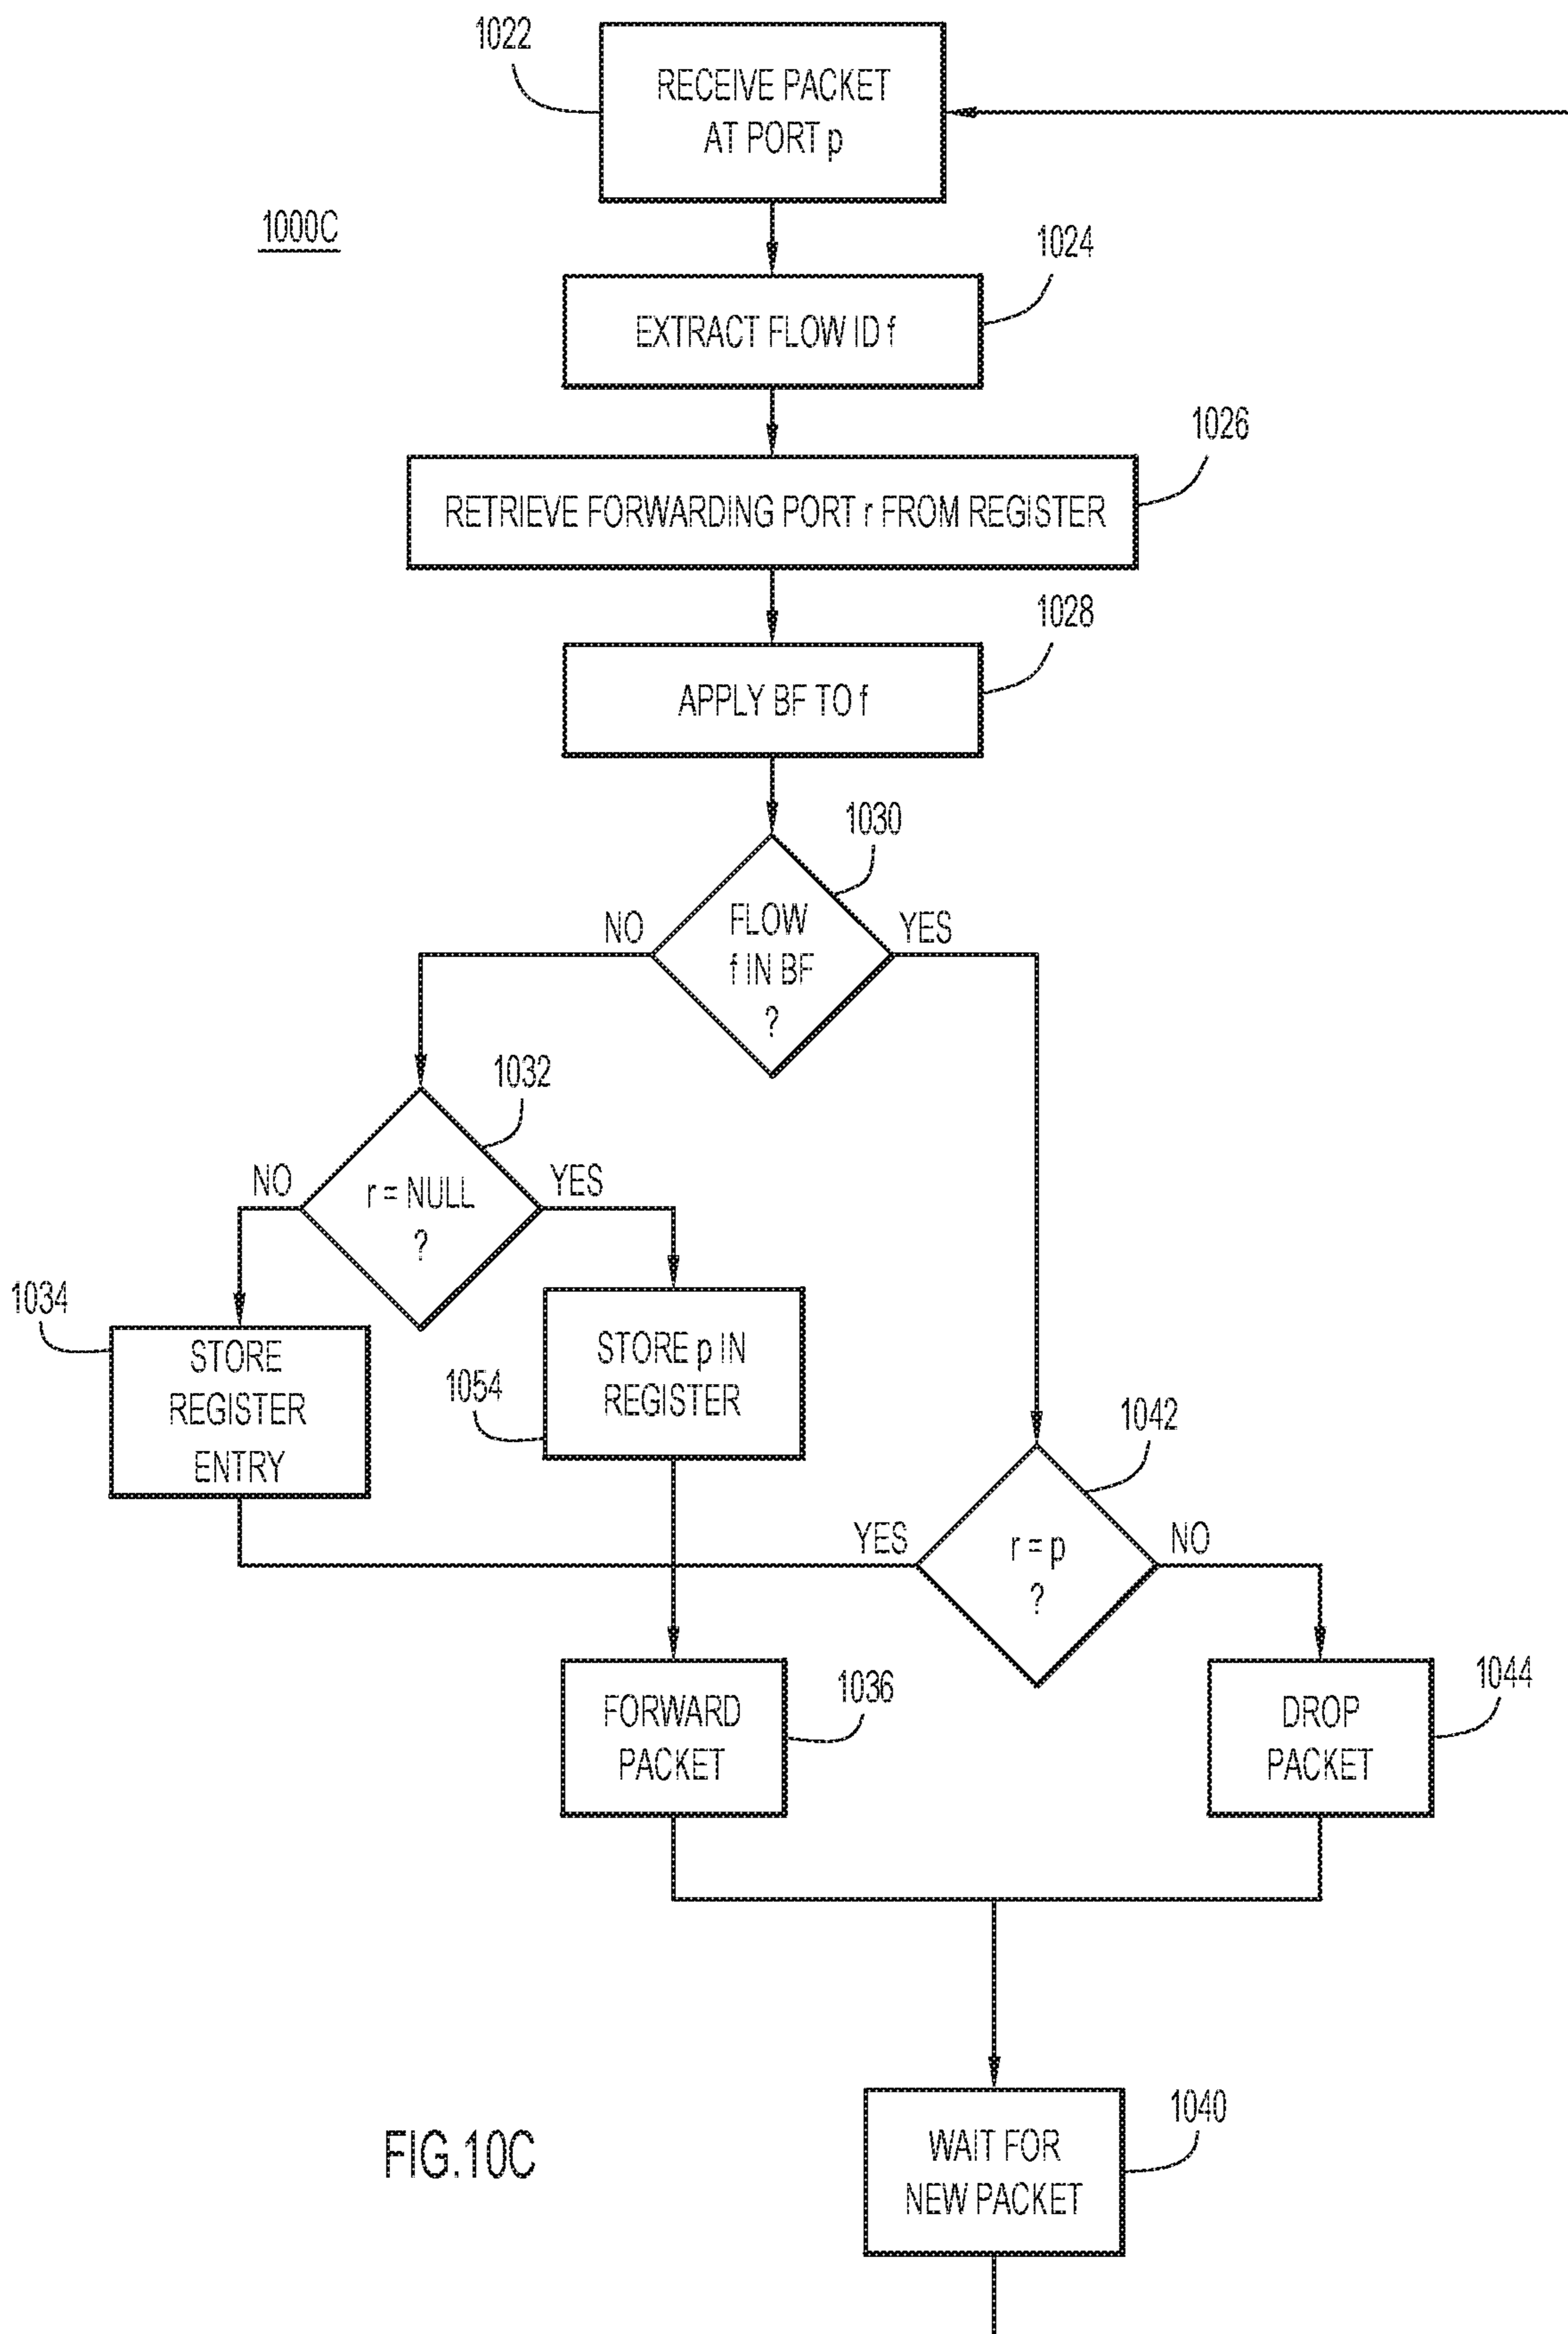 1022
RECEIVE PACKET
AT PORT p
1000C
1024
EXTRACT FLOW ID f
1026
RETRIEVE FORWARDING PORT r FROM REGISTER
1028
APPLY BF TO f
1030
NO
FLOW
f IN BF
?
YES
1032
NO
r = NULL
?
YES
1034
STORE
REGISTER
ENTRY
1054
STORE p IN
REGISTER
1042
YES
r = p
?
NO
FORWARD
PACKET
1036
DROP
PACKET
1044
1040
WAIT FOR
NEW PACKET
FIG.10C